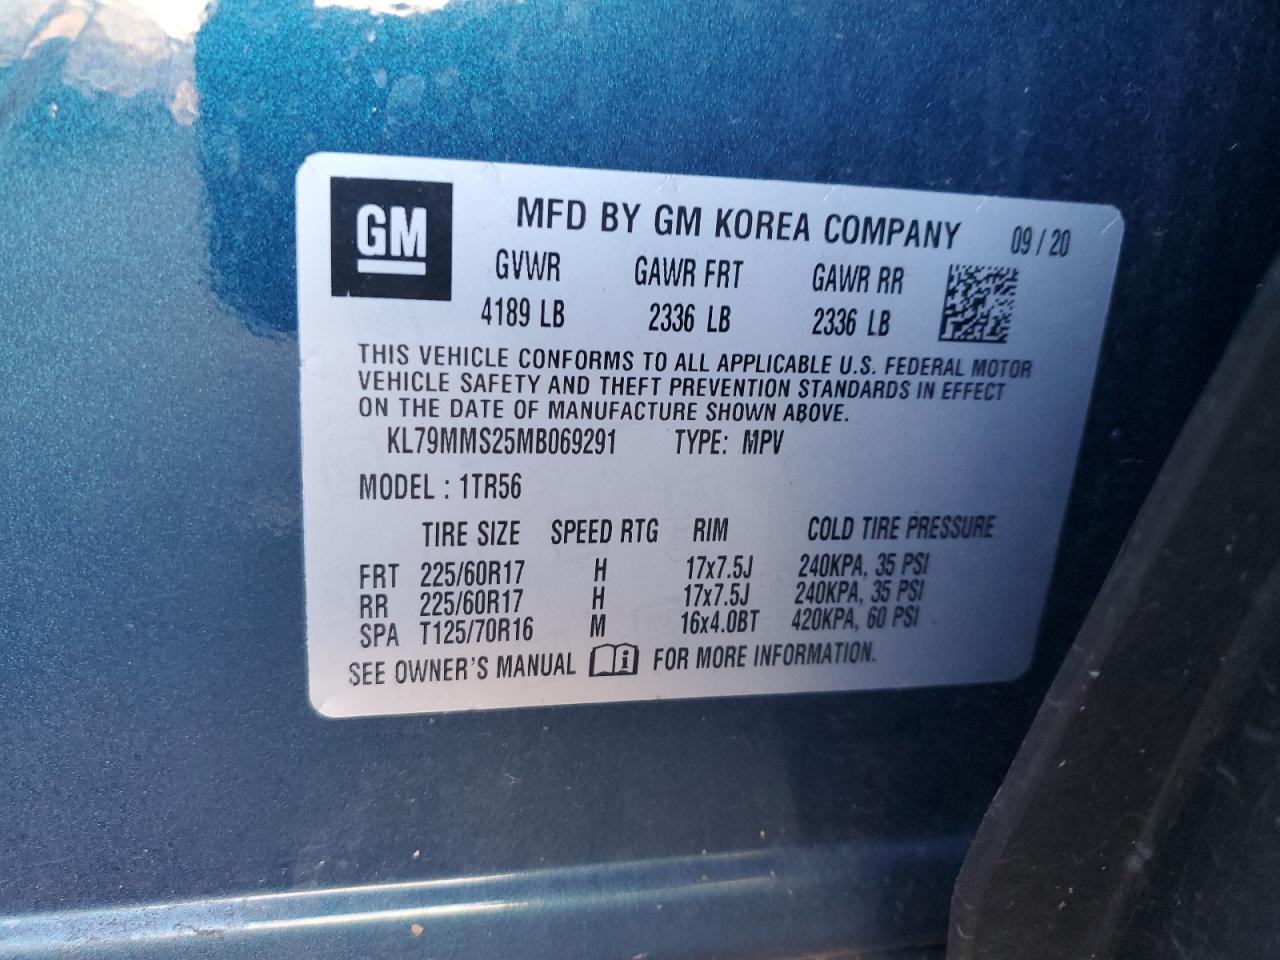 GM
MFD BY GM KOREA COMPANY 09/20
GVWR GAWR FRT GAWR RR
4189 LB 2336 LB 2336 LB
THIS VEHICLE CONFORMS TO ALL APPLICABLE U.S. FEDERAL MOTOR
VEHICLE SAFETY AND THEFT PREVENTION STANDARDS IN EFFECT
ON THE DATE OF MANUFACTURE SHOWN ABOVE.
KL79MMS25MB069291 TYPE: MPV
MODEL : 1TR56
TIRE SIZE SPEED RTG RIM COLD TIRE PRESSURE
FRT 225/60R17 H 17x7.5J 240KPA, 35 PSI
RR 225/60R17 H 17x7.5J 240KPA, 35 PSI
SPA T125/70R16 M 16x4.0BT 420KPA, 60 PSI
SEE OWNER'S MANUAL i FOR MORE INFORMATION.